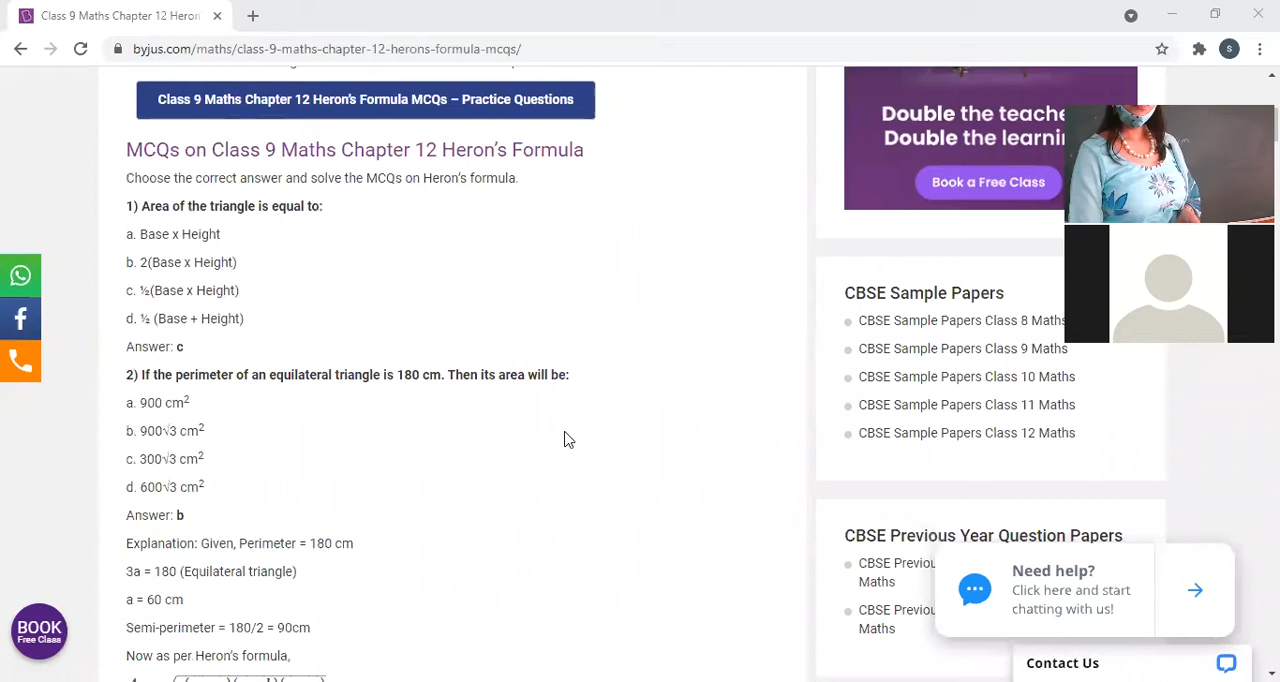 Class 9 Maths Chapter 12 Heron
byjus.com/maths/class-9-maths-chapter-12-herons-formula-mcqs/
S
Class 9 Maths Chapter 12 Heron's Formula MCQs – Practice Questions
MCQs on Class 9 Maths Chapter 12 Heron's Formula
Choose the correct answer and solve the MCQs on Heron's formula.
1) Area of the triangle is equal to:
a. Base x Height
b. 2(Base x Height)
c. ½(Base x Height)
d. ½ (Base + Height)
Answer: c
2) If the perimeter of an equilateral triangle is 180 cm. Then its area will be:
a. 900 cm²
b. 900√3 cm²
c. 300√3 cm²
d. 600√3 cm²
Answer: b
Explanation: Given, Perimeter = 180 cm
3a = 180 (Equilateral triangle)
a = 60 cm
Semi-perimeter = 180/2 = 90cm
Now as per Heron's formula,
BOOK
Free Class
Double the teache
Double the learni
Book a Free Class
CBSE Sample Papers
CBSE Sample Papers Class 8 Maths
CBSE Sample Papers Class 9 Maths
CBSE Sample Papers Class 10 Maths
CBSE Sample Papers Class 11 Maths
CBSE Sample Papers Class 12 Maths
CBSE Previous Year Question Papers
CBSE Previou
Maths
CBSE Previou
Maths
Need help?
Click here and start
chatting with us!
Contact Us